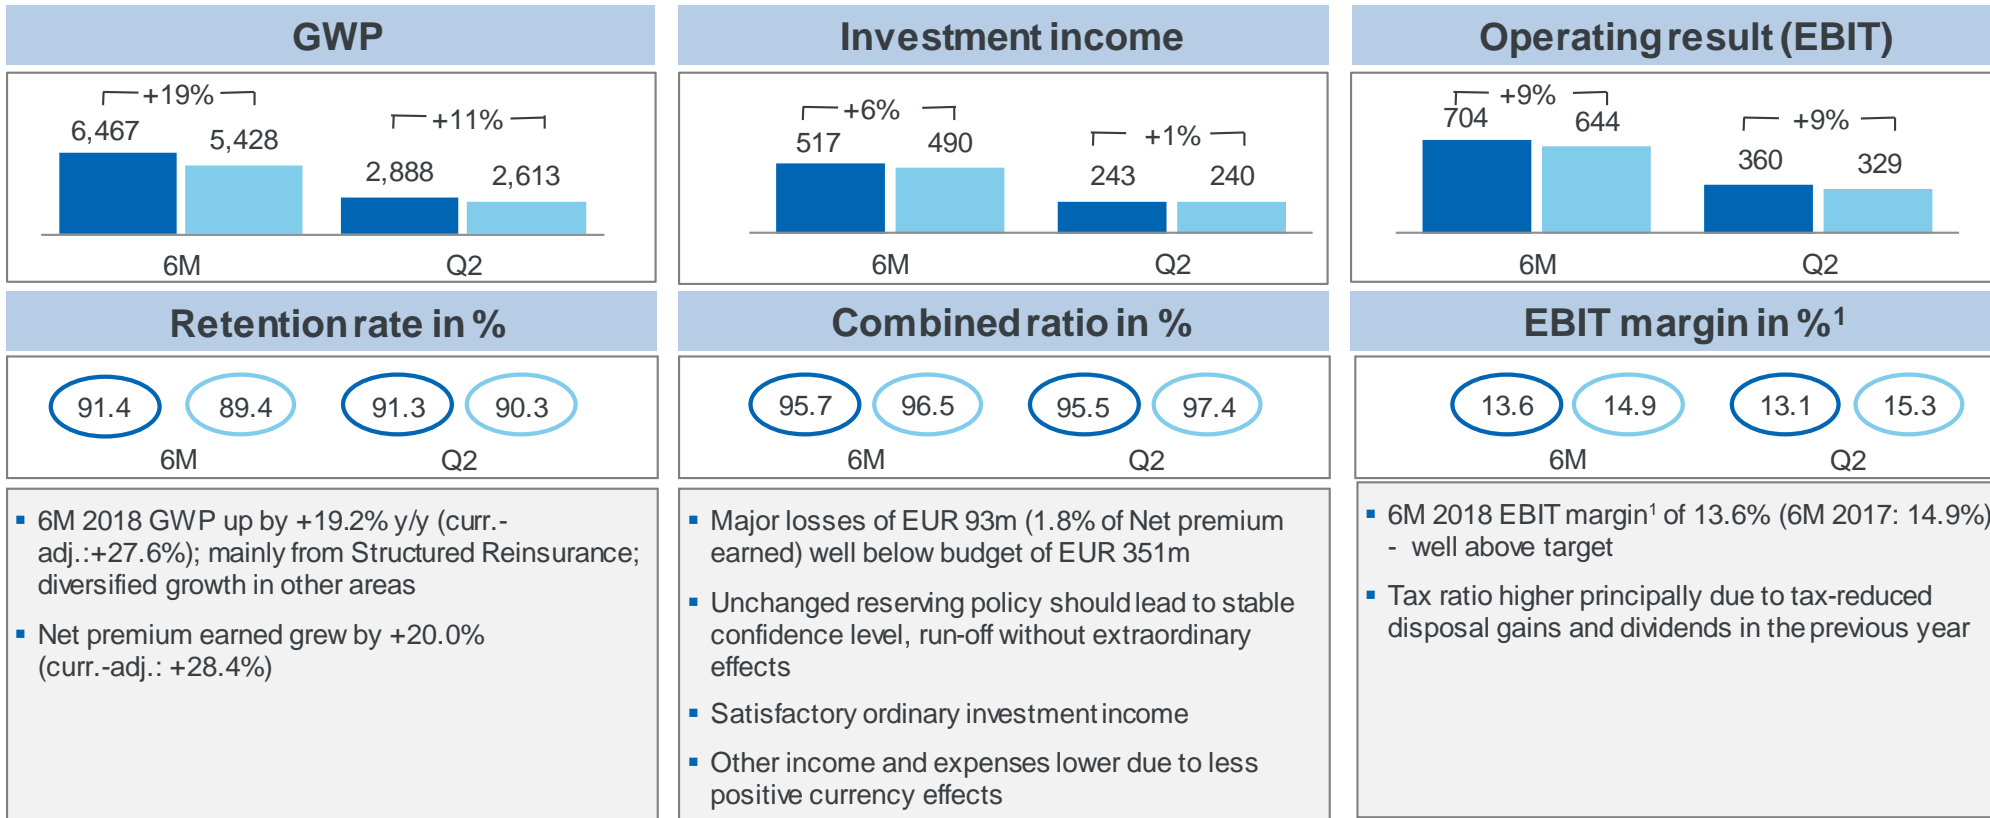 GWP
+19%
6,467
5,428
+11%
2,888
2,613
6M
Q2
Investment income
+6%
517
490
+1%
243
240
6M
Q2
Operating result (EBIT)
+9%
704
644
+9%
360
329
6M
Q2
Retention rate in %
91.4
89.4
91.3
90.3
6M
Q2
Combined ratio in %
95.7
96.5
95.5
97.4
6M
Q2
EBIT margin in %¹
13.6
14.9
13.1
15.3
6M
Q2
▪ 6M 2018 GWP up by +19.2% y/y (curr.-
adj.:+27.6%); mainly from Structured Reinsurance;
diversified growth in other areas
▪ Net premium earned grew by +20.0%
(curr.-adj.: +28.4%)
▪ Major losses of EUR 93m (1.8% of Net premium
earned) well below budget of EUR 351m
▪ Unchanged reserving policy should lead to stable
confidence level, run-off without extraordinary
effects
▪ Satisfactory ordinary investment income
▪ Other income and expenses lower due to less
positive currency effects
▪ 6M 2018 EBIT margin¹ of 13.6% (6M 2017: 14.9%)
- well above target
▪ Tax ratio higher principally due to tax-reduced
disposal gains and dividends in the previous year